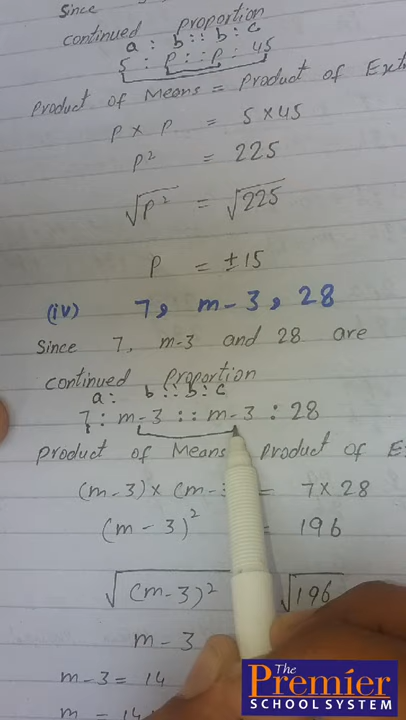 Since
continued proportion
a : b :: b : c
5 : P :: P : 45
Product of Means = Product of Ext
P × P = 5 × 45
P² = 225
√P² = √225
P = ±15
(iv) 7, m-3, 28
Since 7, m-3 and 28 are
continued Proportion
a : b :: b : c
7 : m-3 :: m-3 : 28
Product of Means Product of E
(m-3) × (m-3 = 7 × 28
(m-3)² = 196
√(m-3)² √196
m-3
m-3 = 14
m = 14
The
Premier
SCHOOL SYSTEM